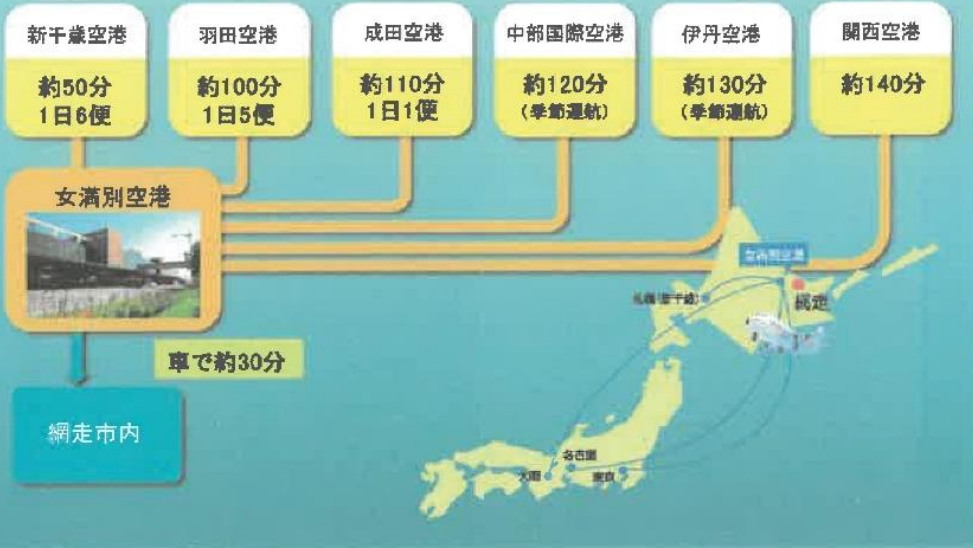 新千歳空港
約50分
1日6便
羽田空港
約100分
1日5便
成田空港
約110分
1日1便
中部国際空港
約120分
(季節運航)
伊丹空港
約130分
(季節運航)
関西空港
約140分
女満別空港
車で約30分
網走市内
女満別空港
札幌(新千歳)
網走
名古屋
大阪
東京